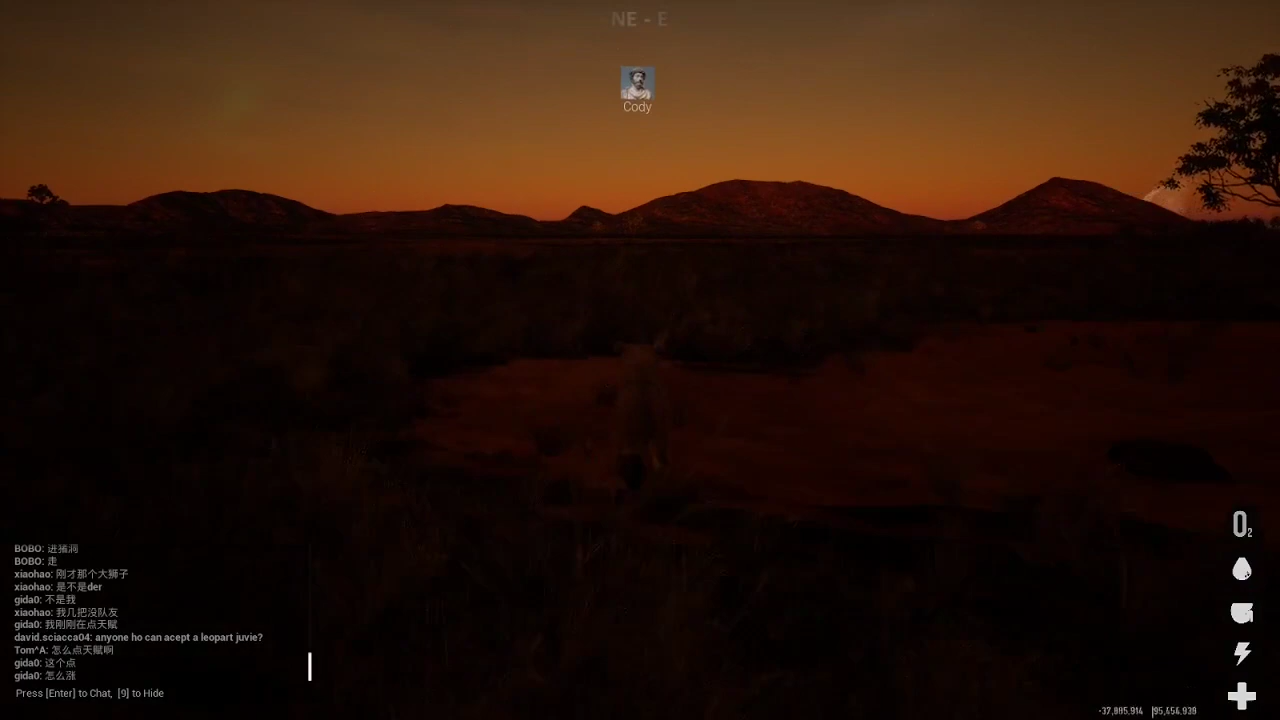 NE - E
Cody
BOBO: 进猪洞
BOBO: 走
xiaohao: 刚才那个大狮子
xiaohao: 是不是der
gida0: 不是我
xiaohao: 我几把没队友
gida0: 我刚刚在点天赋
david.sciacca04: anyone ho can acept a leopart juvie?
Tom^A: 怎么点天赋啊
gida0: 这个点
gida0: 怎么涨
Press [Enter] to Chat, [9] to Hide
O₂